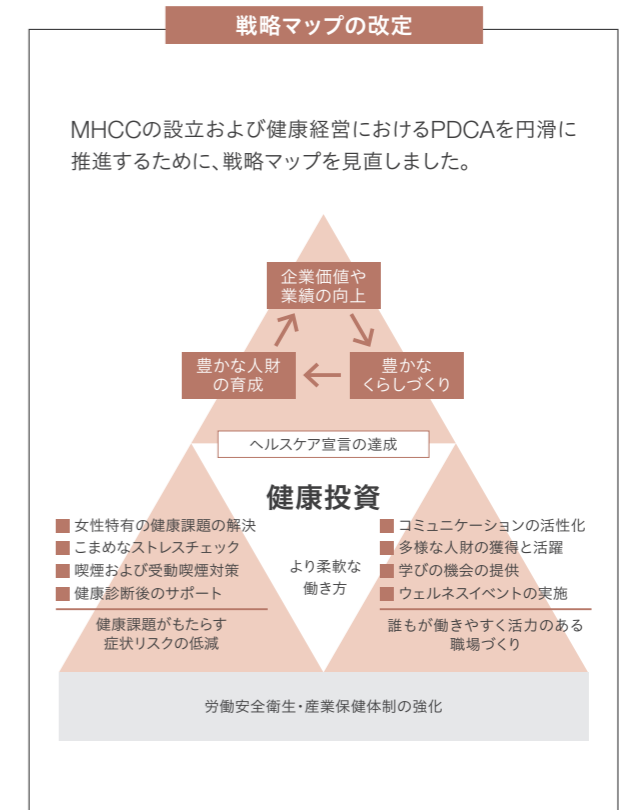 戦略マップの改定
MHCCの設立および健康経営におけるPDCAを円滑に
推進するために、戦略マップを見直しました。
企業価値や
業績の向上
豊かな人財
の育成
豊かな
くらしづくり
ヘルスケア宣言の達成
健康投資
女性特有の健康課題の解決
こまめなストレスチェック
喫煙および受動喫煙対策
健康診断後のサポート
健康課題がもたらす
症状リスクの低減
より柔軟な
働き方
コミュニケーションの活性化
多様な人財の獲得と活躍
学びの機会の提供
ウェルネスイベントの実施
誰もが働きやすく活力のある
職場づくり
労働安全衛生・産業保健体制の強化